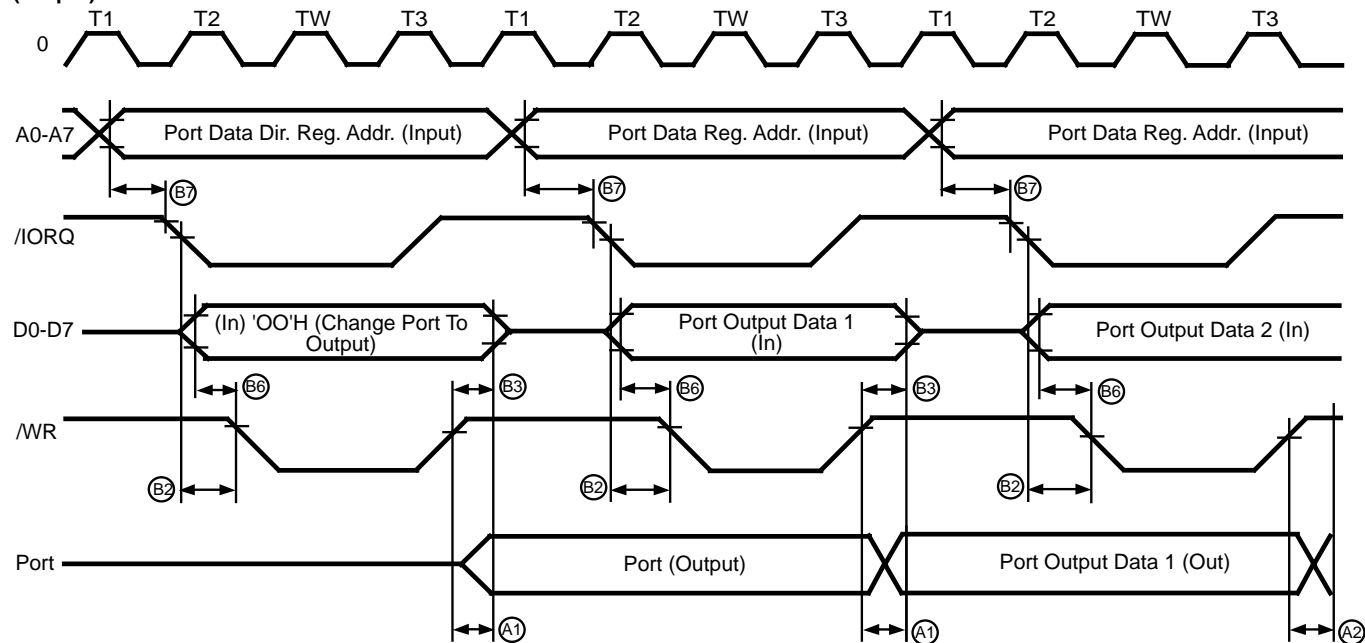 T1 T2 TW T3 T1 T2 TW T3 T1 T2 TW T3
0
A0-A7 Port Data Dir. Reg. Addr. (Input) Port Data Reg. Addr. (Input) Port Data Reg. Addr. (Input)
B7 B7 B7
/IORQ
D0-D7 (In) 'OO'H (Change Port To
Output)
Port Output Data 1
(In)
Port Output Data 2 (In)
B6 B3 B6 B3 B6
/WR
B2 B2 B2
Port Port (Output) Port Output Data 1 (Out)
A1 A1 A2